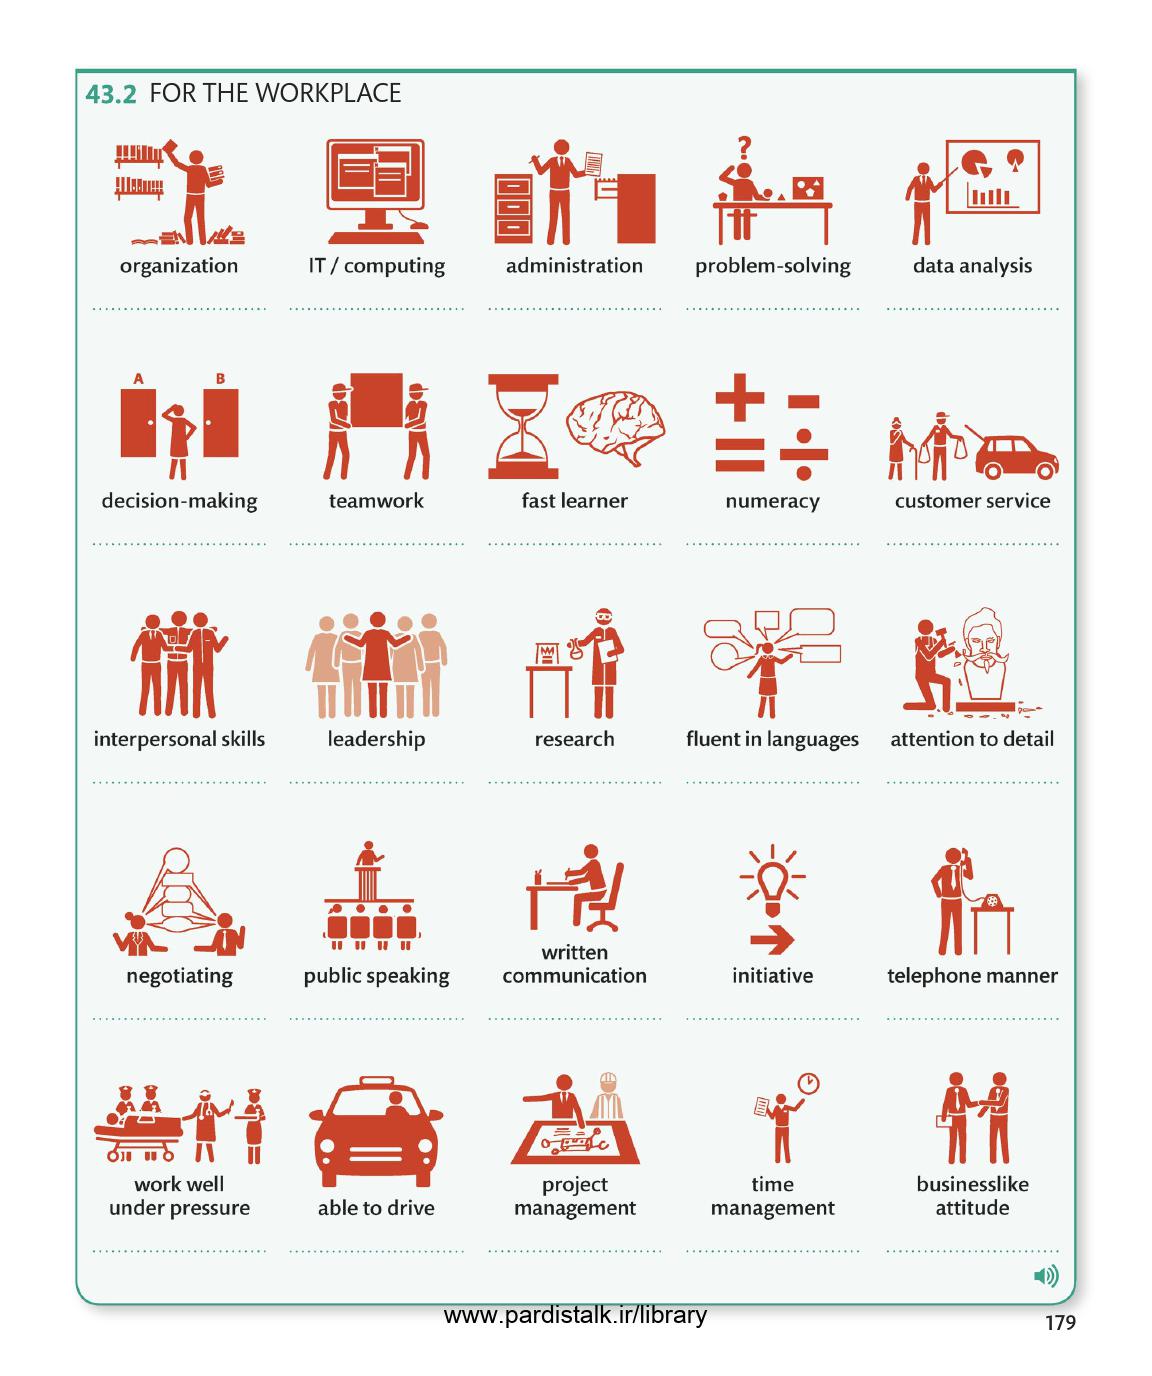 43.2 FOR THE WORKPLACE
?
organization
IT / computing
administration
problem-solving
data analysis
A
B
decision-making
teamwork
fast learner
numeracy
customer service
interpersonal skills
leadership
research
fluent in languages
attention to detail
negotiating
public speaking
written
communication
initiative
telephone manner
work well
under pressure
able to drive
project
management
time
management
businesslike
attitude
www.pardistalk.ir/library
179